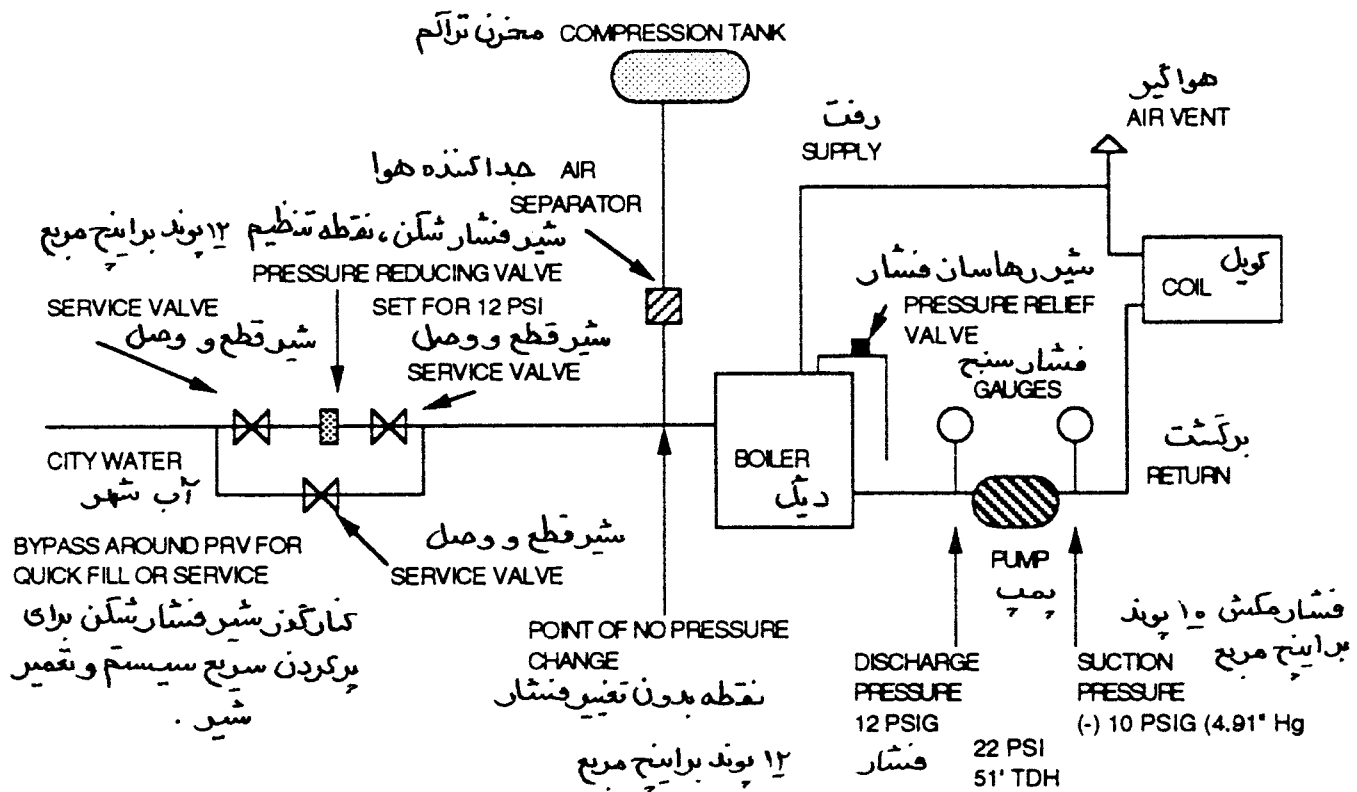 مخزن تراکم COMPRESSION TANK
هواگیر
AIR VENT
رفت
SUPPLY
جداکننده هوا AIR
SEPARATOR
شیر فشار شکن، نقطه تنظیم ۱۲ پوند بر اینچ مربع
PRESSURE REDUCING VALVE
SET FOR 12 PSI
SERVICE VALVE
شیر قطع و وصل
شیر قطع و وصل
SERVICE VALVE
شیر رهاسان فشار
PRESSURE RELIEF
VALVE
فشار سنج
GAUGES
کویل
COIL
CITY WATER
آب شهر
BOILER
دیگ
برگشت
RETURN
BYPASS AROUND PRV FOR
QUICK FILL OR SERVICE
کنارگذر شیر فشار شکن برای
پر کردن سریع سیستم و تعمیر
شیر .
شیر قطع و وصل
SERVICE VALVE
PUMP
پمپ
POINT OF NO PRESSURE
CHANGE
نقطه بدون تغییر فشار
۱۲ پوند بر اینچ مربع
DISCHARGE
PRESSURE
12 PSIG
فشار
22 PSI
51' TDH
فشار مکش ۱۰ پوند
بر اینچ مربع
SUCTION
PRESSURE
(-) 10 PSIG (4.91" Hg